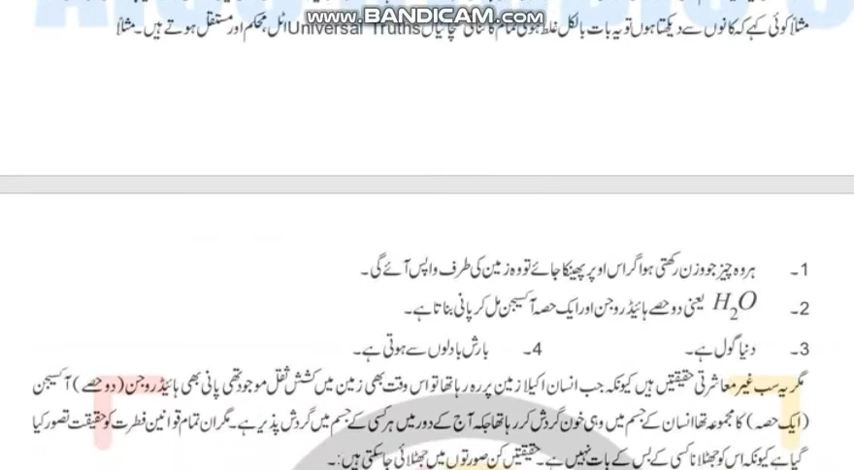 www.BANDICAM.com
مثلاً کوئی کہے کہ کانوں سے دیکھتا ہوں تو یہ بات بالکل غلط ہوگی تمام کائناتی سچائیاں Universal Truths اٹل، محکم اور مستقل ہوتے ہیں۔ مثلاً
1۔ ہر وہ چیز جو وزن رکھتی ہو اگر اس اوپر پھینکا جائے تو وہ زمین کی طرف واپس آئے گی۔
2۔ H₂O یعنی دو حصے ہائیڈروجن اور ایک حصہ آکسیجن مل کر پانی بناتا ہے۔
3۔ دنیا گول ہے۔ 4۔ بارش بادلوں سے ہوتی ہے۔
مگر یہ سب غیر معاشرتی حقیقتیں ہیں کیونکہ جب انسان اکیلا زمین پر رہ رہا تھا تو اس وقت بھی زمین میں کشش ثقل موجود تھی پانی بھی ہائیڈروجن (دو حصے) آکسیجن
(ایک حصہ) کا مجموعہ تھا انسان کے جسم میں وہی خون گردش کر رہا تھا جکہ آج کے دور میں ہر کسی کے جسم میں گردش پذیر ہے۔ مگر ان تمام قوانین فطرت کو حقیقت تصور کیا
گیا ہے کیونکہ اس کو جھٹلانا کسی کے بس کے بات نہیں ہے۔ حقیقتیں کن صورتوں میں جھٹلائی جا سکتی ہیں:۔